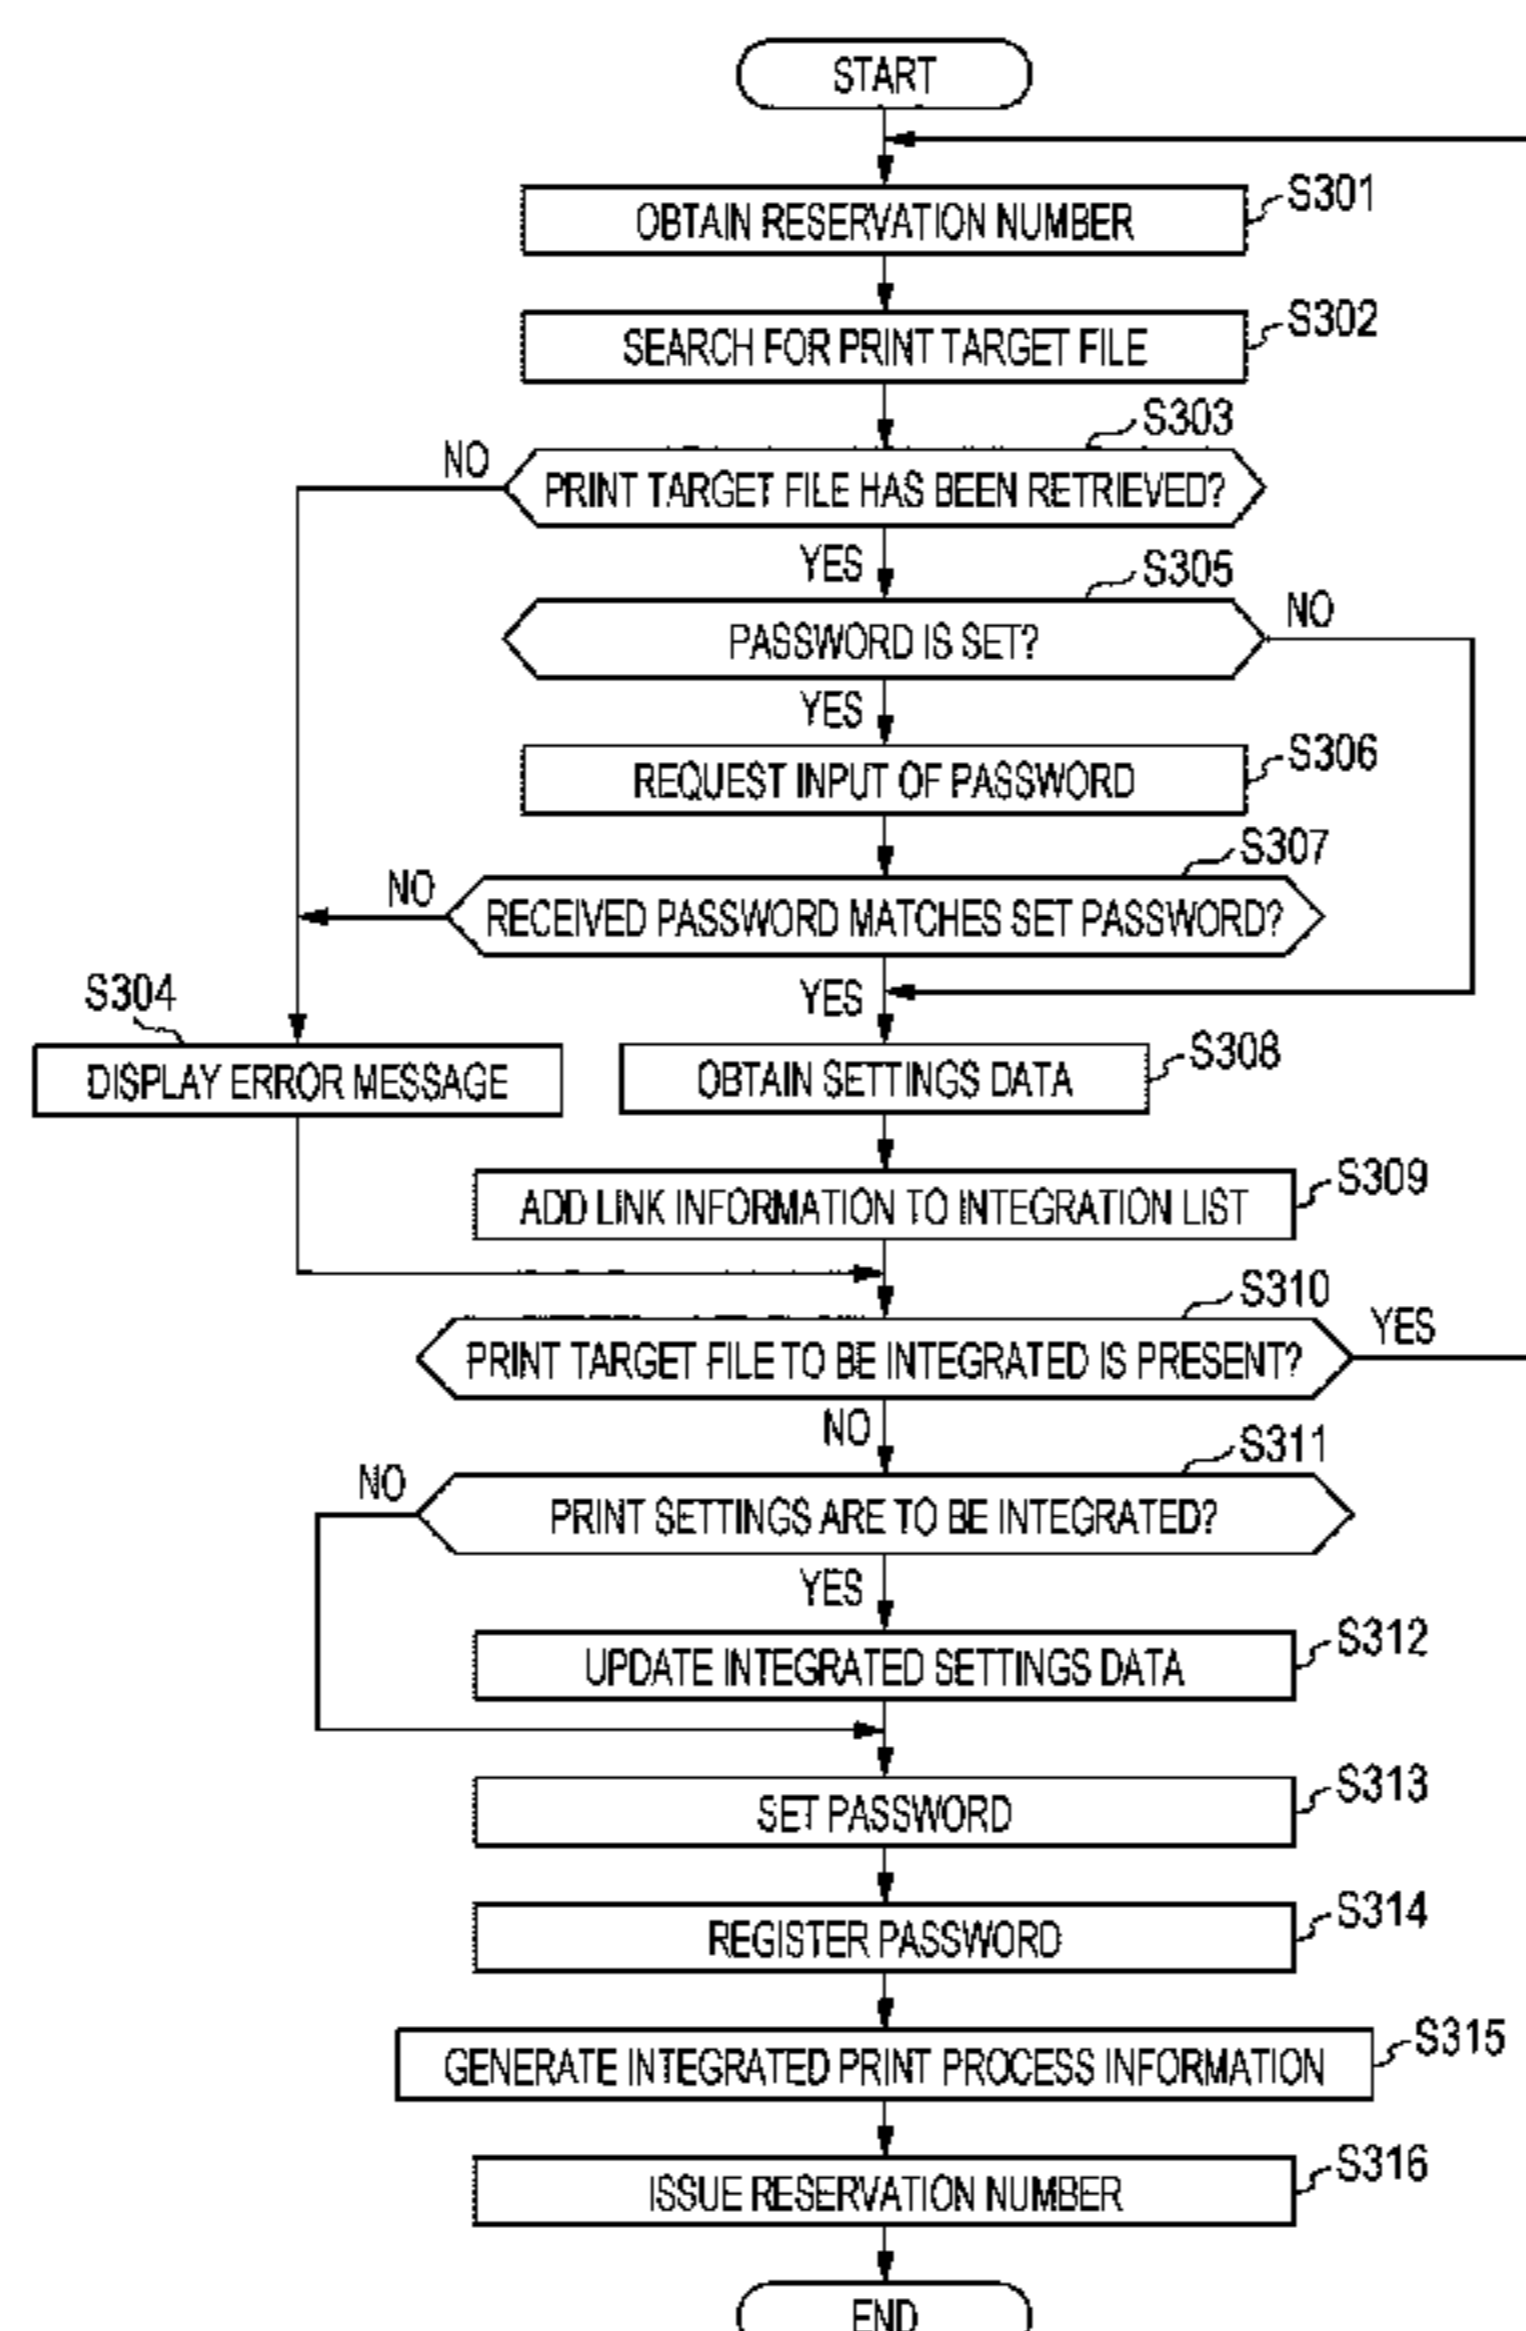 START
OBTAIN RESERVATION NUMBER
S301
SEARCH FOR PRINT TARGET FILE
S302
S303
NO
PRINT TARGET FILE HAS BEEN RETRIEVED?
YES
S305
PASSWORD IS SET?
NO
YES
REQUEST INPUT OF PASSWORD
S306
S307
NO
RECEIVED PASSWORD MATCHES SET PASSWORD?
YES
S304
DISPLAY ERROR MESSAGE
OBTAIN SETTINGS DATA
S308
ADD LINK INFORMATION TO INTEGRATION LIST
S309
S310
PRINT TARGET FILE TO BE INTEGRATED IS PRESENT?
YES
NO
S311
NO
PRINT SETTINGS ARE TO BE INTEGRATED?
YES
UPDATE INTEGRATED SETTINGS DATA
S312
SET PASSWORD
S313
REGISTER PASSWORD
S314
GENERATE INTEGRATED PRINT PROCESS INFORMATION
S315
ISSUE RESERVATION NUMBER
S316
END